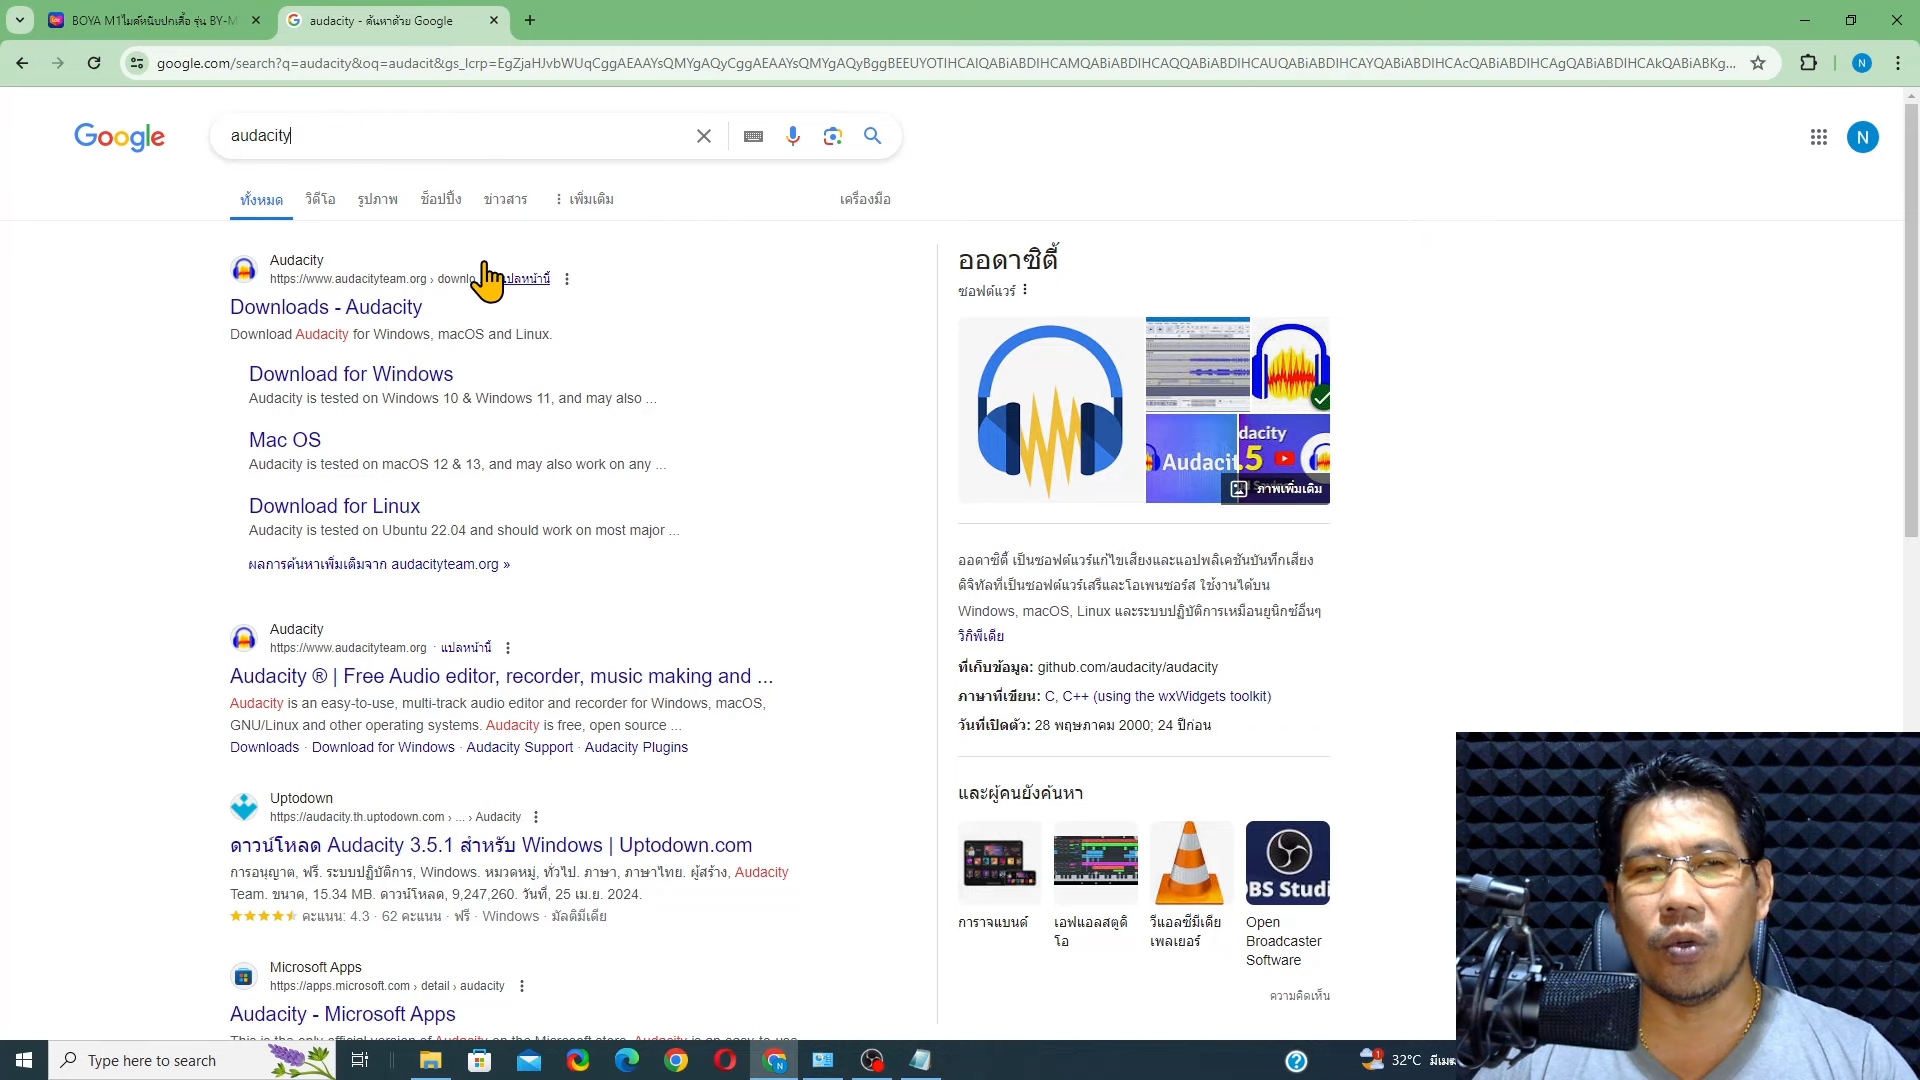 BOYA M1ไมค์หนีบปกเสื้อ รุ่น BY-M
audacity - ค้นหาด้วย Google
google.com/search?q=audacity&oq=audacit&gs_lcrp=EgZjaHJvbWUqCggAEAAYsQMYgAQyCggAEAAYsQMYgAQyBggBEEUYOTIHCAIQABiABDIHCAMQABiABDIHCAQQABiABDIHCAUQABiABDIHCAYQABiABDIHCAcQABiABDIHCAgQABiABDIHCAkQABiABKg...
N
Google
audacity
N
ทั้งหมด วิดีโอ รูปภาพ ช็อปปิ้ง ข่าวสาร เพิ่มเติม เครื่องมือ
Audacity
https://www.audacityteam.org › downlo แปลหน้านี้
Downloads - Audacity
Download Audacity for Windows, macOS and Linux.
Download for Windows
Audacity is tested on Windows 10 & Windows 11, and may also ...
Mac OS
Audacity is tested on macOS 12 & 13, and may also work on any ...
Download for Linux
Audacity is tested on Ubuntu 22.04 and should work on most major ...
ผลการค้นหาเพิ่มเติมจาก audacityteam.org »
Audacity
https://www.audacityteam.org · แปลหน้านี้
Audacity ® | Free Audio editor, recorder, music making and ...
Audacity is an easy-to-use, multi-track audio editor and recorder for Windows, macOS,
GNU/Linux and other operating systems. Audacity is free, open source ...
Downloads · Download for Windows · Audacity Support · Audacity Plugins
Uptodown
https://audacity.th.uptodown.com › ... › Audacity
ดาวน์โหลด Audacity 3.5.1 สำหรับ Windows | Uptodown.com
การอนุญาต, ฟรี. ระบบปฏิบัติการ, Windows. หมวดหมู่, ทั่วไป. ภาษา, ภาษาไทย. ผู้สร้าง, Audacity
Team. ขนาด, 15.34 MB. ดาวน์โหลด, 9,247,260. วันที่, 25 เม.ย. 2024.
คะแนน: 4.3 · 62 คะแนน · ฟรี · Windows · มัลติมีเดีย
Microsoft Apps
https://apps.microsoft.com › detail › audacity
Audacity - Microsoft Apps
This is the only official version of Audacity on the Microsoft store. Audacity is an easy-to-use
ออดาซิตี้
ซอฟต์แวร์
Audacit
dacity
.5
ภาพเพิ่มเติม
ออดาซิตี้ เป็นซอฟต์แวร์แก้ไขเสียงและแอปพลิเคชันบันทึกเสียง
ดิจิทัลที่เป็นซอฟต์แวร์เสรีและโอเพนซอร์ส ใช้งานได้บน
Windows, macOS, Linux และระบบปฏิบัติการเหมือนยูนิกซ์อื่นๆ
วิกิพีเดีย
ที่เก็บข้อมูล: github.com/audacity/audacity
ภาษาที่เขียน: C, C++ (using the wxWidgets toolkit)
วันที่เปิดตัว: 28 พฤษภาคม 2000; 24 ปีก่อน
และผู้คนยังค้นหา
OBS Studi
การาจแบนด์
เอฟแอลสตูดิ
โอ
วีแอลซีมีเดีย
เพลเยอร์
Open
Broadcaster
Software
ความคิดเห็น
Type here to search
32°C